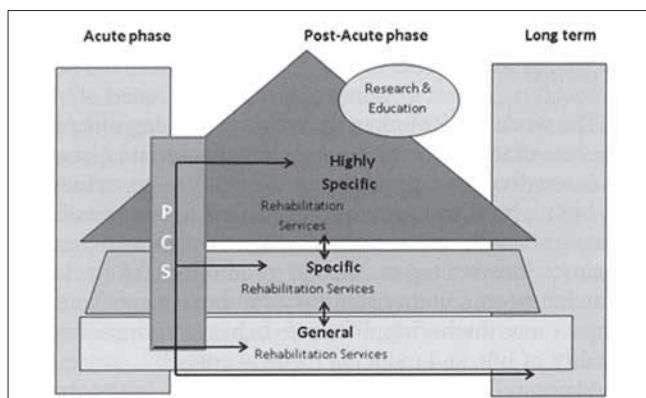 Acute phase
Post-Acute phase
Long term
Research &
Education
Highly
Specific
Rehabilitation
Services
PCS
Specific
Rehabilitation Services
General
Rehabilitation Services